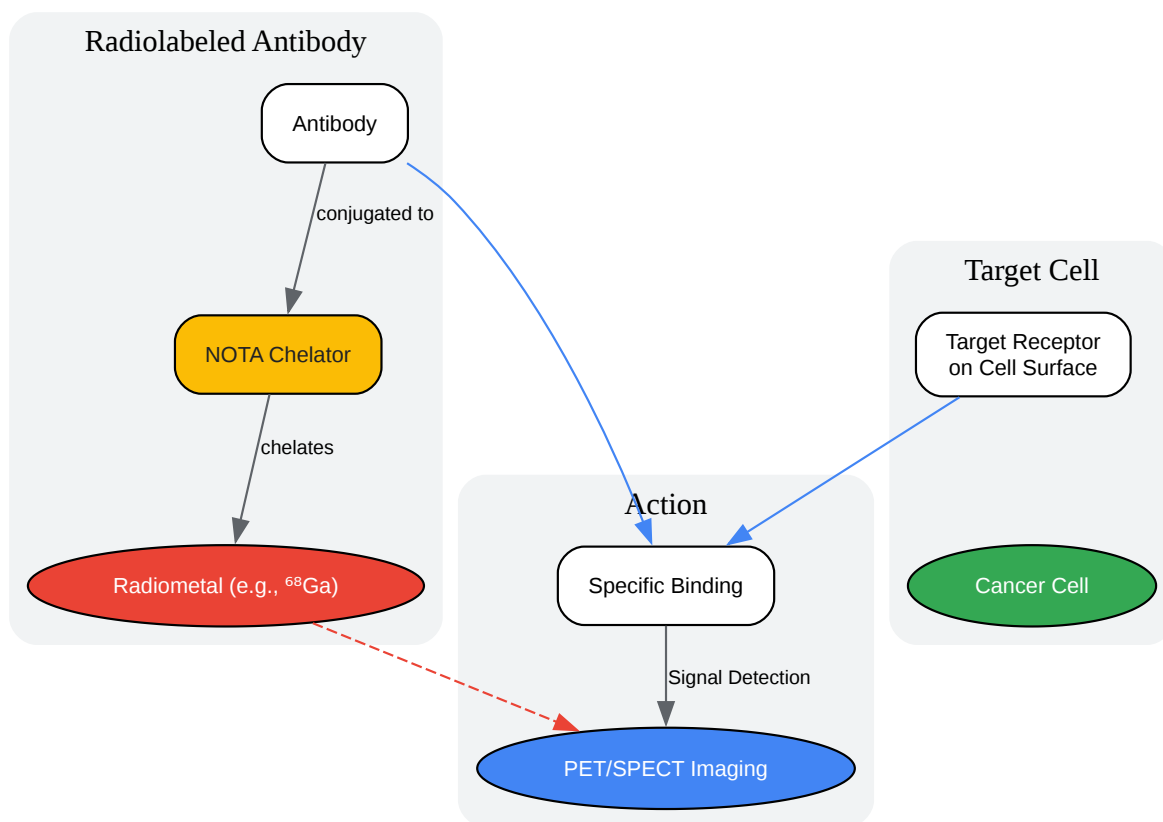 Radiolabeled Antibody
Antibody
conjugated to
NOTA Chelator
chelates
Radiometal (e.g., ⁶⁸Ga)
Target Cell
Target Receptor
on Cell Surface
Cancer Cell
Action
Specific Binding
Signal Detection
PET/SPECT Imaging